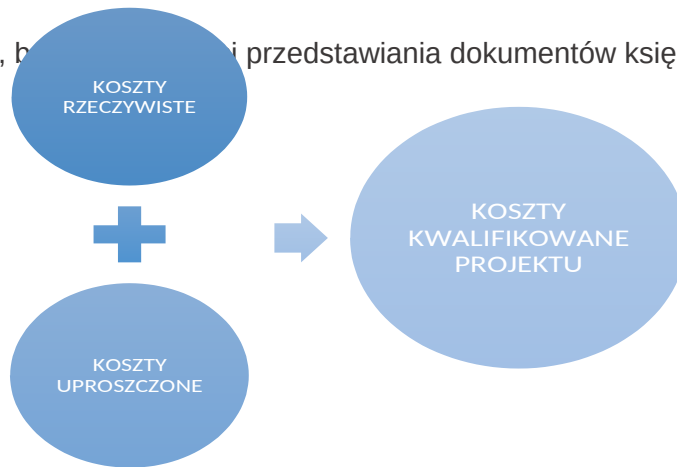 , b i przedstawiania dokumentów księ
KOSZTY
RZECZYWISTE
KOSZTY
KWALIFIKOWANE
PROJEKTU
KOSZTY
UPROSZCZONE